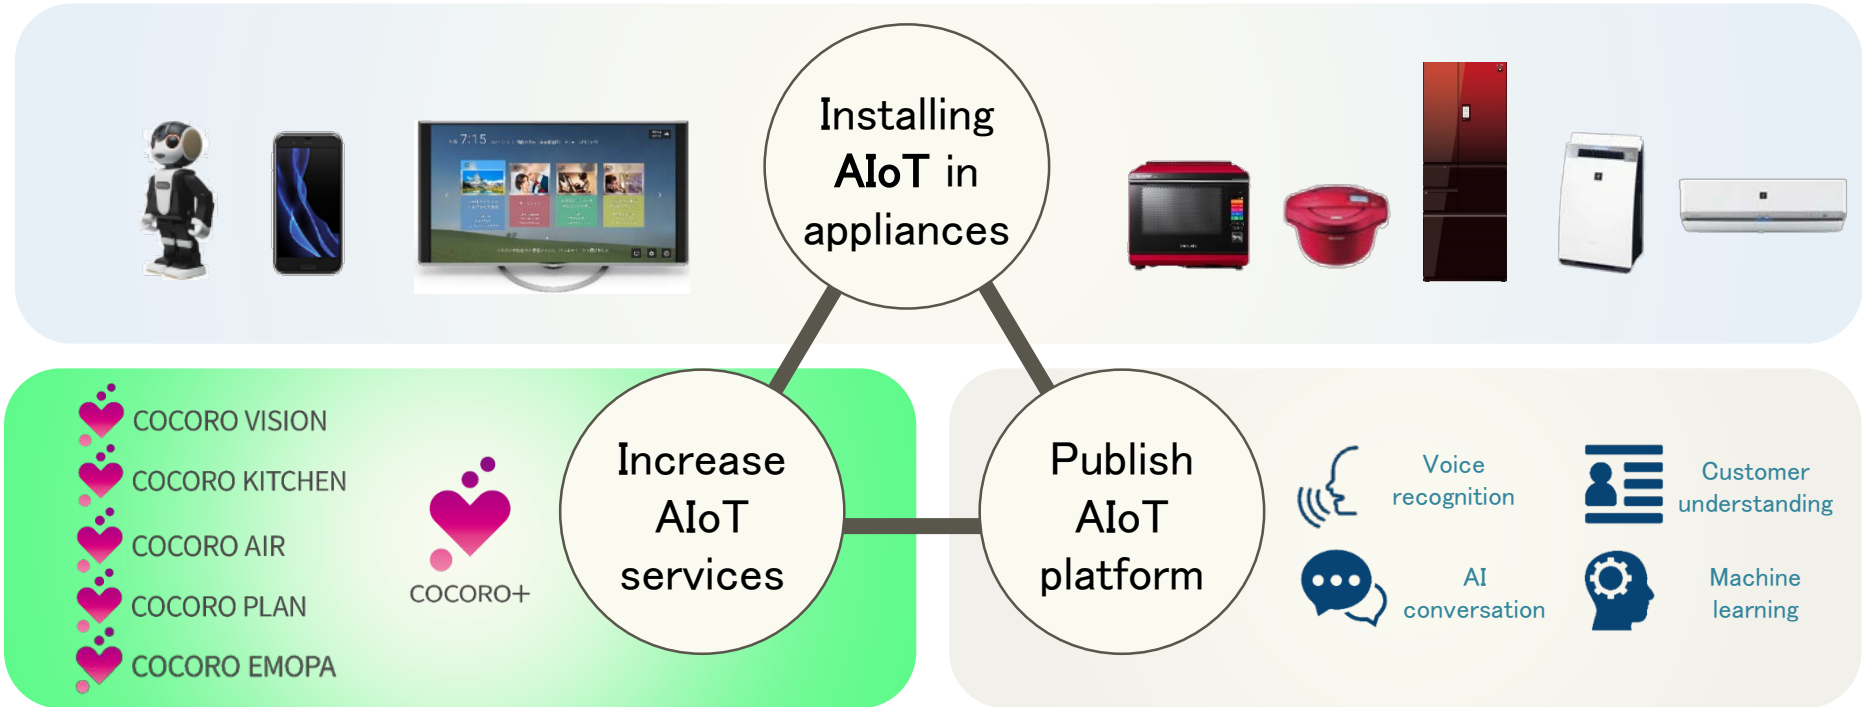 Installing
AIoT in
appliances
7:15
Increase
AIoT
services
COCORO VISION
COCORO KITCHEN
COCORO AIR
COCORO PLAN
COCORO EMOPA
COCORO+
Publish
AIoT
platform
Voice
recognition
Customer
understanding
AI
conversation
Machine
learning